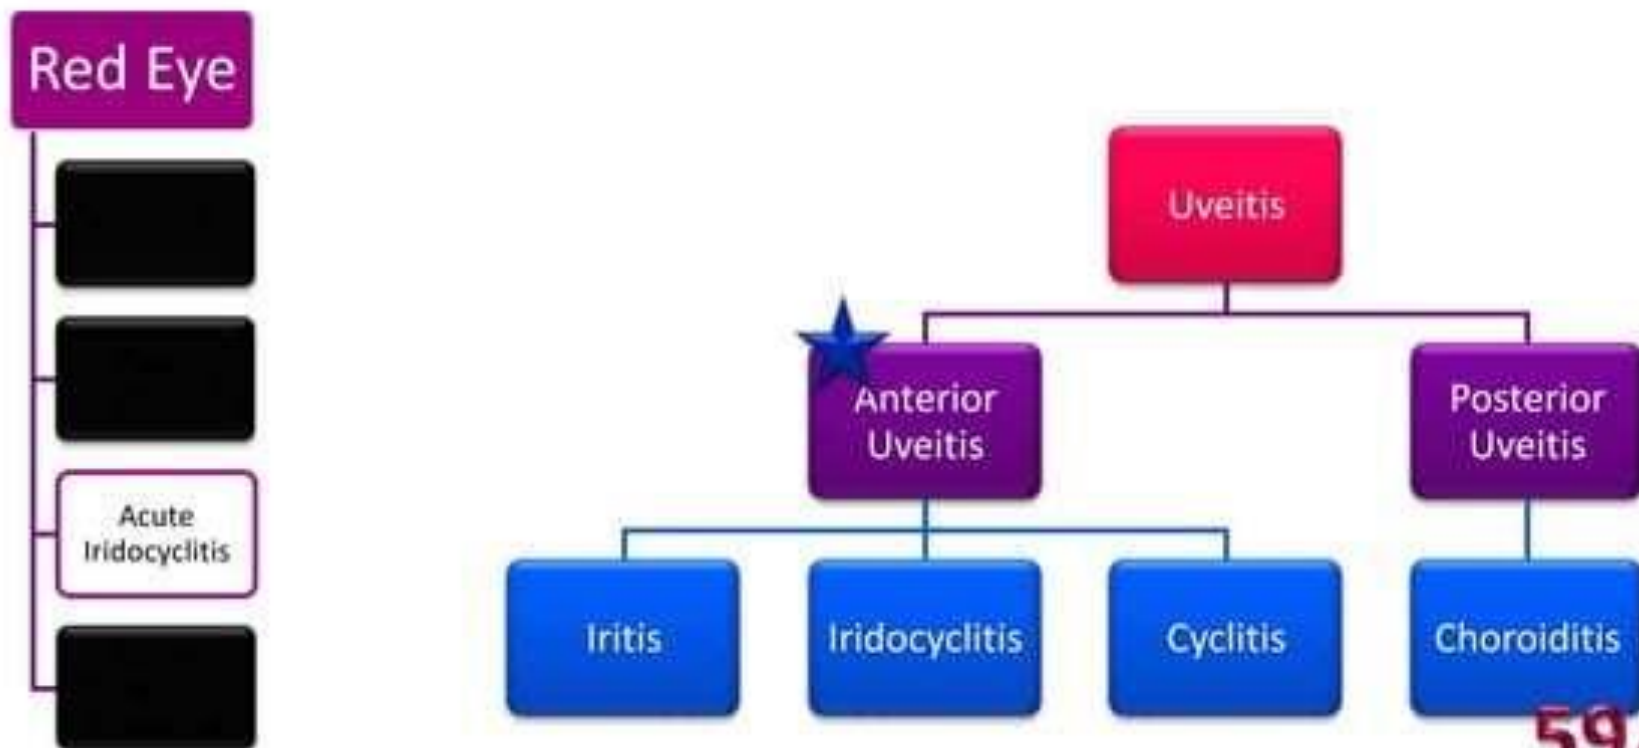 Red Eye
Acute
Iridocyclitis
Uveitis
Anterior
Uveitis
Posterior
Uveitis
Iritis
Iridocyclitis
Cyclitis
Choroiditis
59